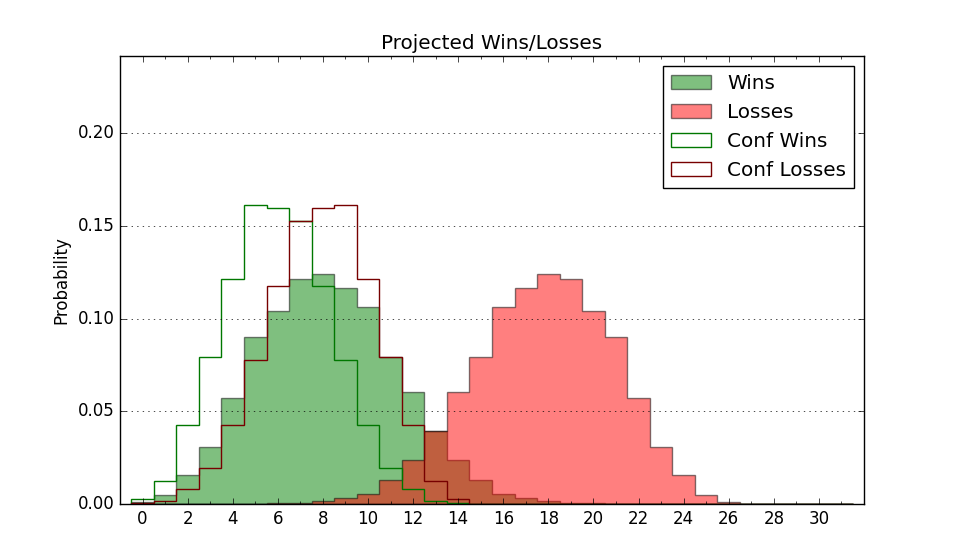 Projected Wins/Losses
Wins
Losses
Conf Wins
Conf Losses
Probability
0.20
0.15
0.10
0.05
0.00
0 2 4 6 8 10 12 14 16 18 20 22 24 26 28 30